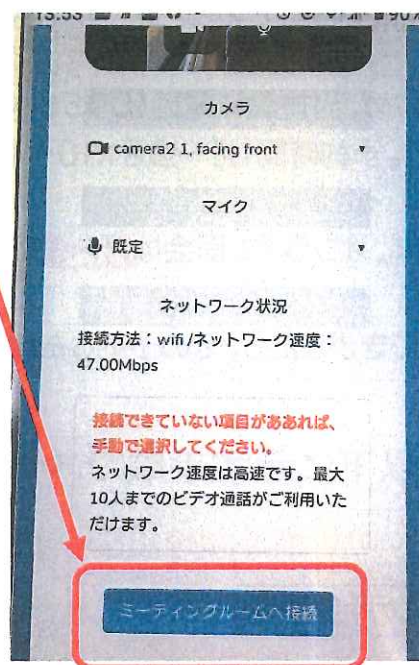 13:53
90%
カメラ
camera2 1, facing front
マイク
既定
ネットワーク状況
接続方法：wifi /ネットワーク速度：
47.00Mbps
接続できていない項目がああれば、
手動で選択してください。
ネットワーク速度は高速です。最大
10人までのビデオ通話がご利用いた
だけます。
ミーティングルームへ接続